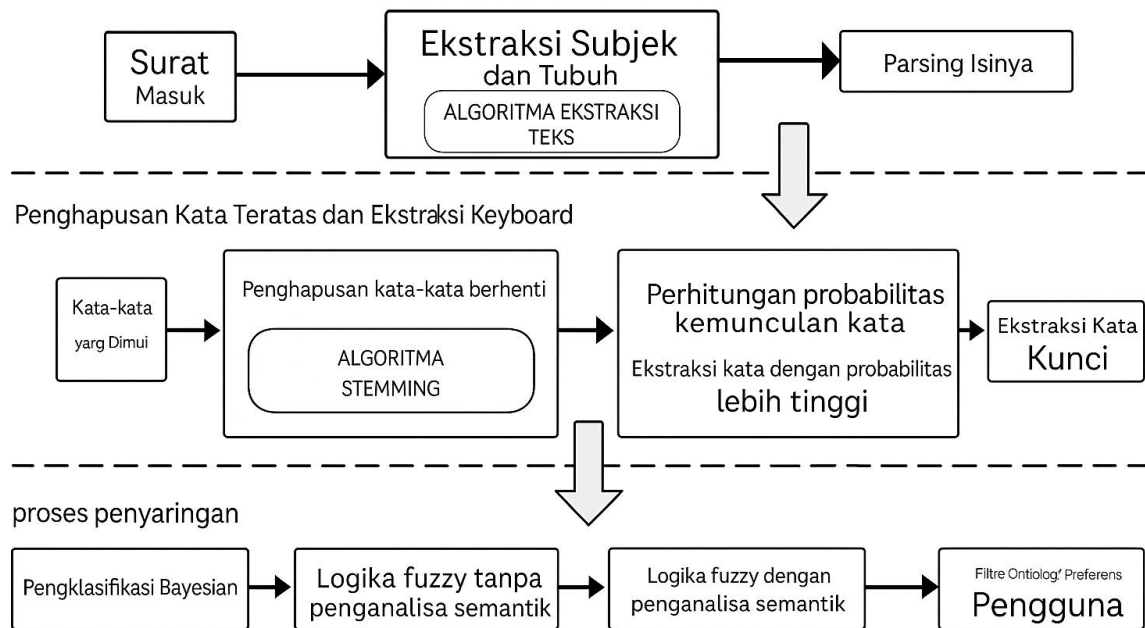 Surat
Masuk
Ekstraksi Subjek
dan Tubuh
ALGORITMA EKSTRAKSI
TEKS
Parsing Isinya
Penghapusan Kata Teratas dan Ekstraksi Keyboard
Kata-kata
yarg Dimui
Penghapusan kata-kata berhenti
ALGORITMA
STEMMING
Perhitungan probabilitas
kemunculan kata
Ekstraksi kata dengan probabilitas
lebih tinggi
Ekstraksi Kata
Kunci
proses penyaringan
Pengklasifikasi Bayesian
Logika fuzzy tanpa
penganalisa semantik
Logika fuzzy dengan
penganalisa semantik
Filtre Ontiolog' Preferens
Pengguna